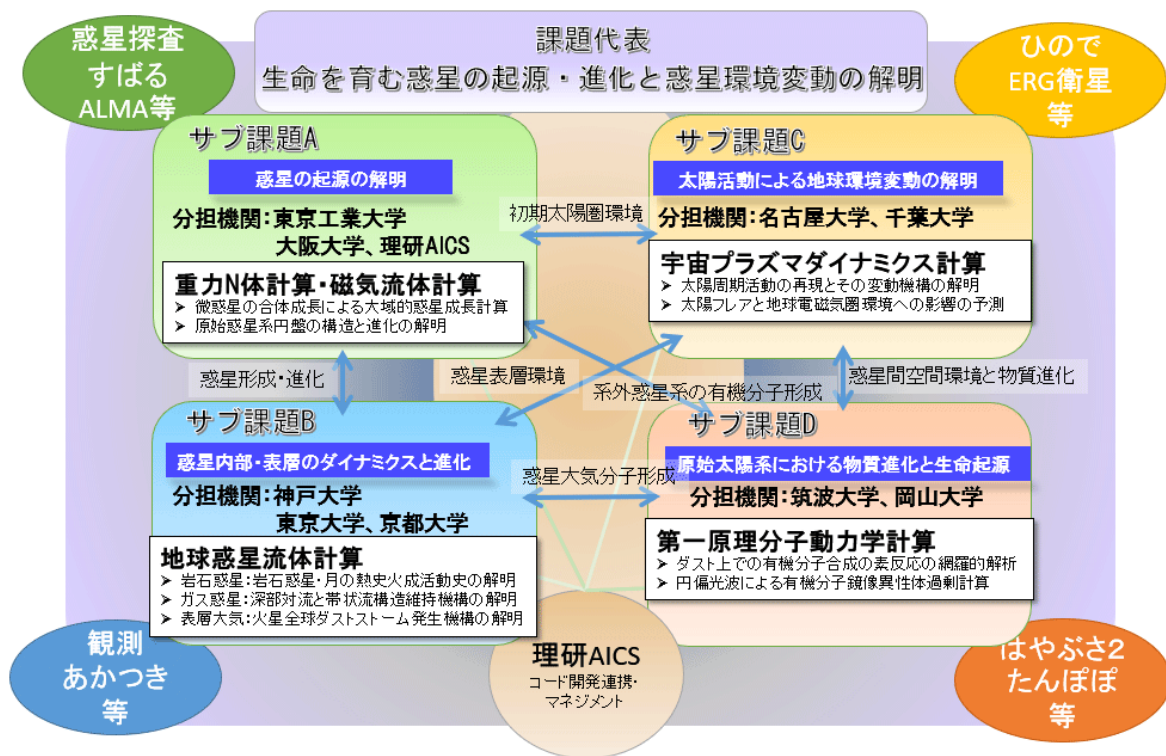 惑星探査
すばる
ALMA等
課題代表
生命を育む惑星の起源・進化と惑星環境変動の解明
ひので
ERG衛星
等
サブ課題A
惑星の起源の解明
分担機関：東京工業大学
大阪大学、理研AICS
重力N体計算・磁気流体計算
➤ 微惑星の合体成長による大域的惑星成長計算
➤ 原始惑星系円盤の構造と進化の解明
初期太陽圏環境
サブ課題C
太陽活動による地球環境変動の解明
分担機関：名古屋大学、千葉大学
宇宙プラズマダイナミクス計算
➤ 太陽周期活動の再現とその変動機構の解明
➤ 太陽フレアと地球電磁気圏環境への影響の予測
惑星形成・進化
惑星表層環境
系外惑星系の有機分子形成
惑星間空間環境と物質進化
サブ課題B
惑星内部・表層のダイナミクスと進化
分担機関：神戸大学
東京大学、京都大学
地球惑星流体計算
➤ 岩石惑星：岩石惑星・月の熱史火成活動史の解明
➤ ガス惑星：深部対流と帯状流構造維持機構の解明
➤ 表層大気：火星全球ダストストーム発生機構の解明
惑星大気分子形成
サブ課題D
原始太陽系における物質進化と生命起源
分担機関：筑波大学、岡山大学
第一原理分子動力学計算
➤ ダスト上での有機分子合成の素反応の網羅的解析
➤ 円偏光波による有機分子鏡像異性体過剰計算
観測
あかつき
等
理研AICS
コード開発連携・
マネジメント
はやぶさ2
たんぽぽ
等